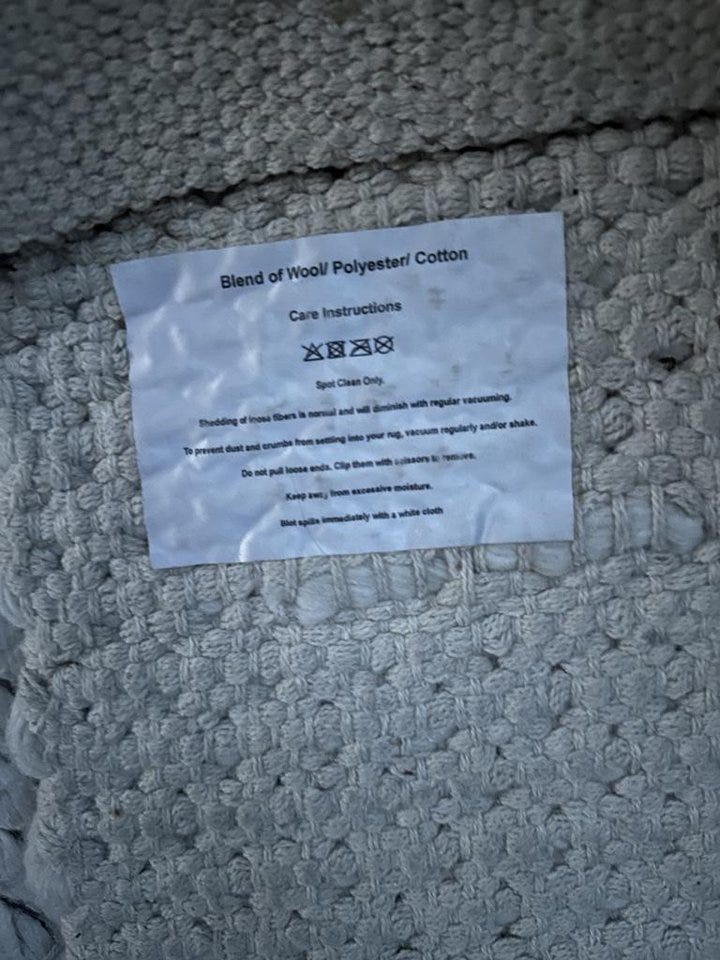 Blend of Wool/ Polyester/ Cotton
Care Instructions
Spot Clean Only.
Shedding of loose fibers is normal and will diminish with regular vacuuming.
To prevent dust and crumbs from settling into your rug, vacuum regularly and/or shake.
Do not pull loose ends. Clip them with scissors to remove.
Keep away from excessive moisture.
Blot spills immediately with a white cloth